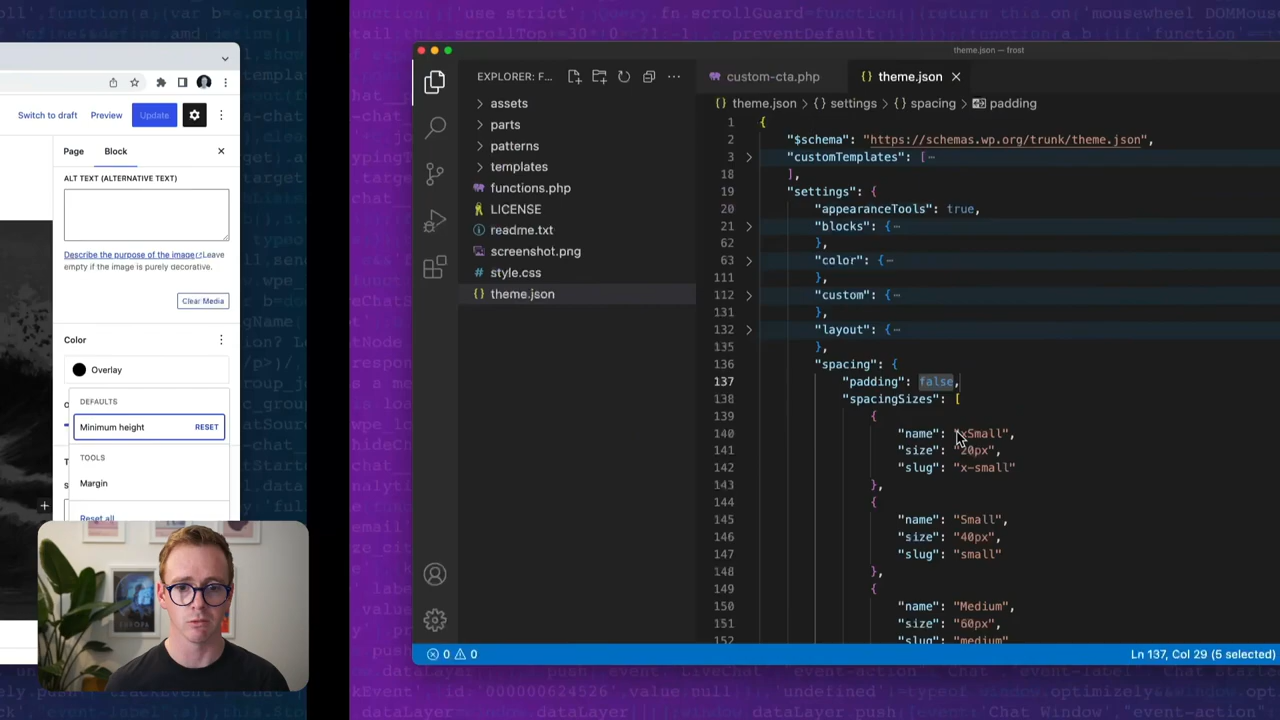 Switch to draft
Preview
Update
Page
Block
ALT TEXT (ALTERNATIVE TEXT)
Describe the purpose of the image Leave
empty if the image is purely decorative.
Clear Media
Color
Overlay
DEFAULTS
Minimum height
RESET
TOOLS
Margin
Reset all
EUROPA
theme.json — frost
EXPLORER: F...
assets
parts
patterns
templates
functions.php
LICENSE
readme.txt
screenshot.png
style.css
theme.json
custom-cta.php
theme.json
theme.json › {} settings › {} spacing › padding
1 {
2 "$schema": "https://schemas.wp.org/trunk/theme.json",
3 "customTemplates": [
18 ],
19 "settings": {
20 "appearanceTools": true,
21 "blocks": {
62 },
63 "color": {
111 },
112 "custom": {
131 },
132 "layout": {
135 },
136 "spacing": {
137 "padding": false,
138 "spacingSizes": [
139 {
140 "name": "xSmall",
141 "size": "20px",
142 "slug": "x-small"
143 },
144 {
145 "name": "Small",
146 "size": "40px",
147 "slug": "small"
148 },
149 {
150 "name": "Medium",
151 "size": "60px",
152 "slug": "medium"
0 0
Ln 137, Col 29 (5 selected)